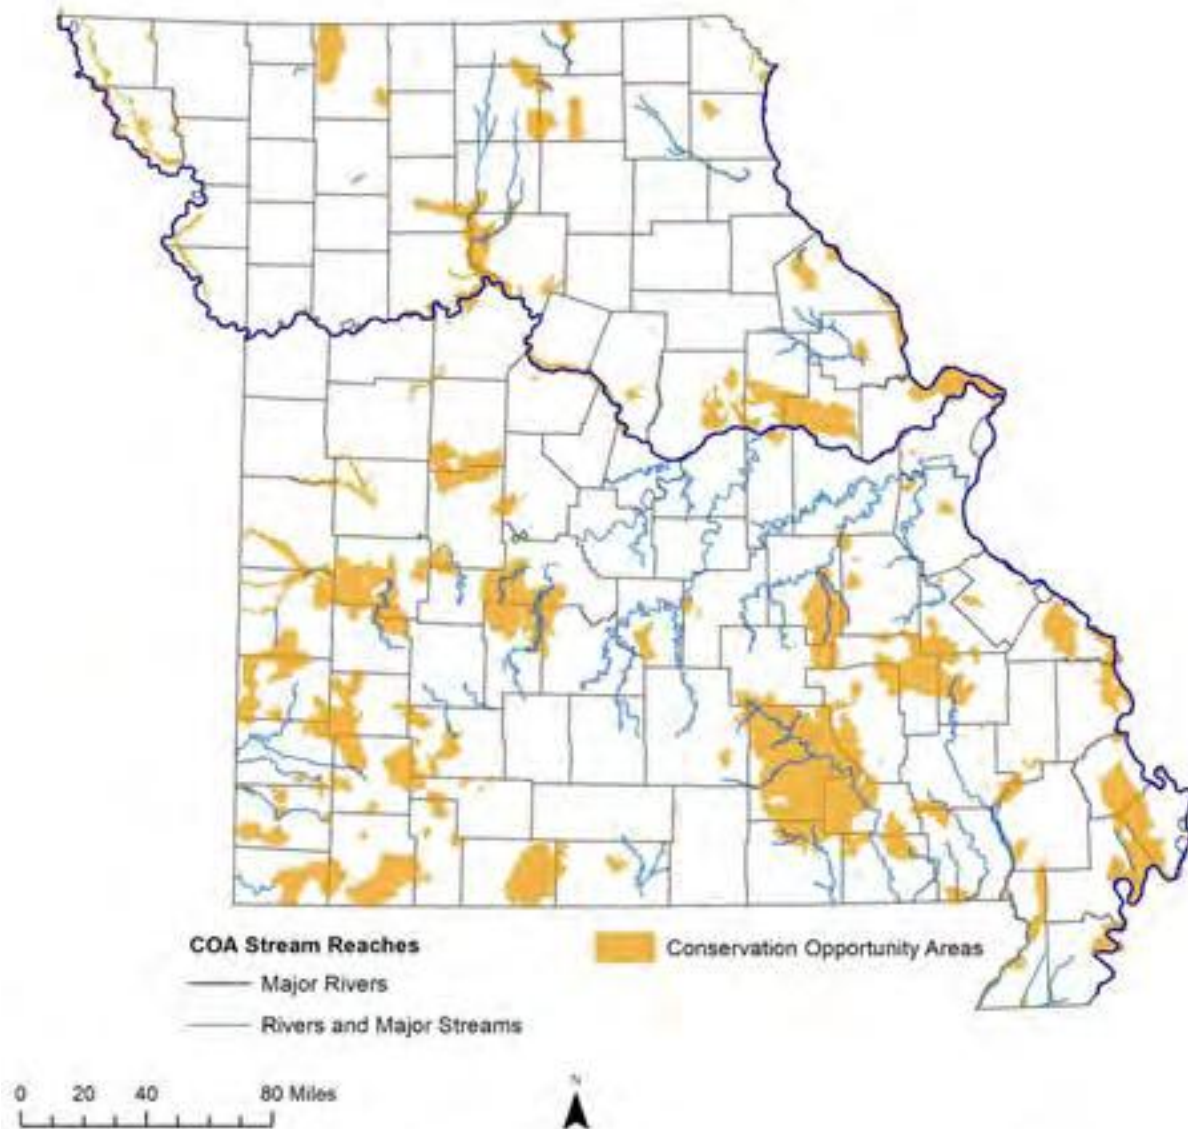 COA Stream Reaches
Major Rivers
Rivers and Major Streams
Conservation Opportunity Areas
0 20 40 80 Miles
N